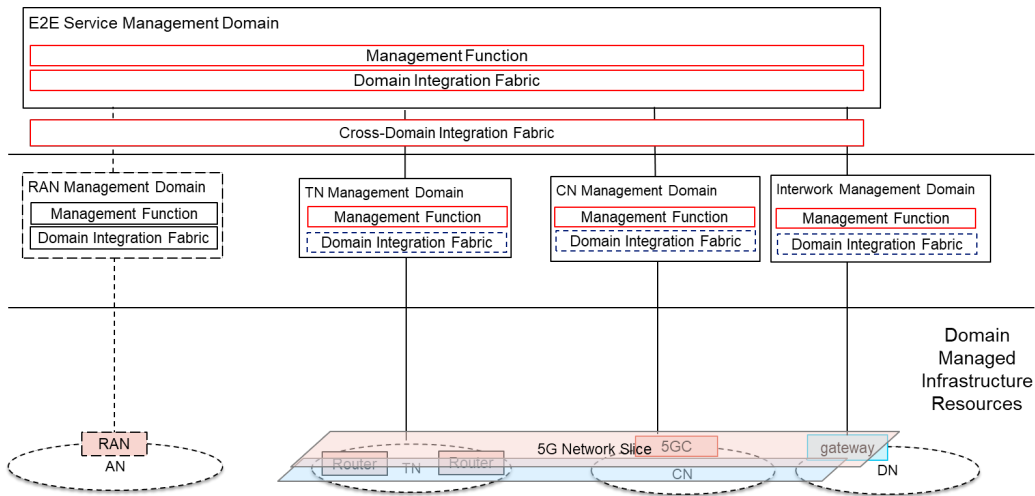 E2E Service Management Domain
Management Function
Domain Integration Fabric
Cross-Domain Integration Fabric
RAN Management Domain
Management Function
Domain Integration Fabric
TN Management Domain
Management Function
Domain Integration Fabric
CN Management Domain
Management Function
Domain Integration Fabric
Interwork Management Domain
Management Function
Domain Integration Fabric
Domain
Managed
Infrastructure
Resources
RAN
AN
5G Network Slice
Router
TN
Router
5GC
CN
gateway
DN